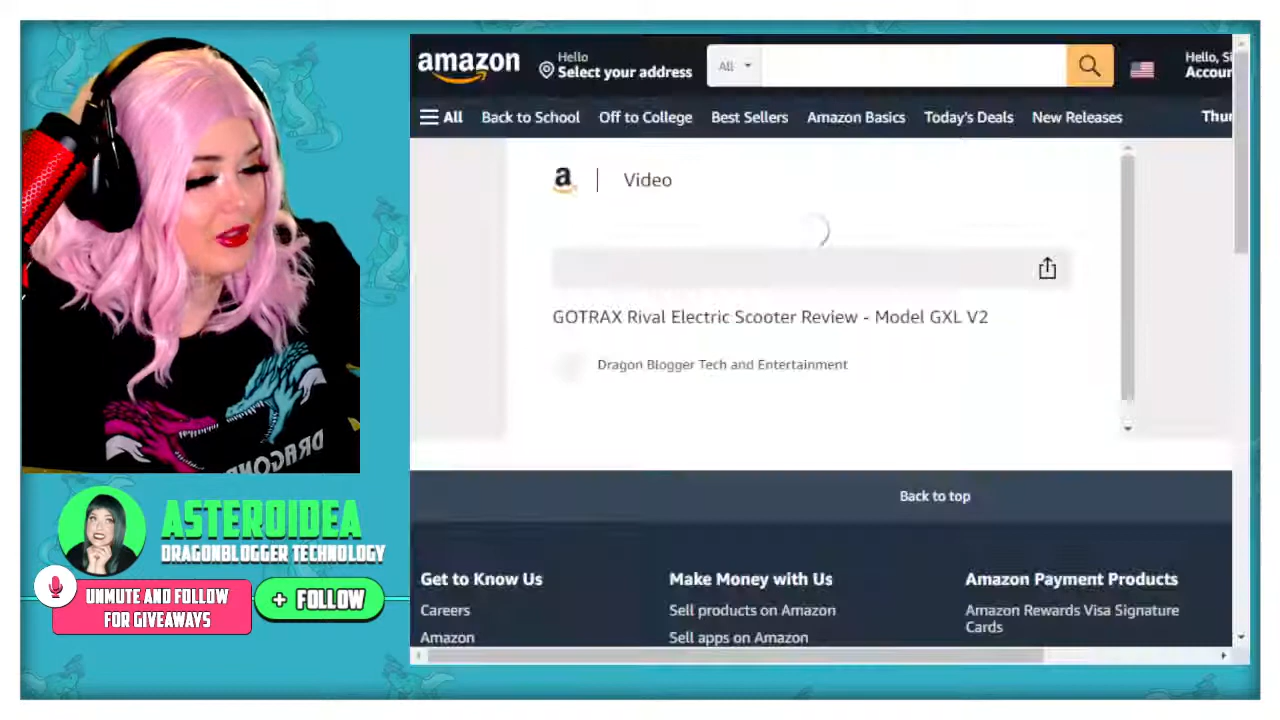 amazon
Hello
Select your address
All
Hello, Si
Accour
All
Back to School
Off to College
Best Sellers
Amazon Basics
Today's Deals
New Releases
Thur
a
Video
GOTRAX Rival Electric Scooter Review - Model GXL V2
Dragon Blogger Tech and Entertainment
Back to top
Get to Know Us
Careers
Amazon
Make Money with Us
Sell products on Amazon
Sell apps on Amazon
Amazon Payment Products
Amazon Rewards Visa Signature
Cards
ASTEROIDEA
DRAGONBLOGGER TECHNOLOGY
UNMUTE AND FOLLOW
FOR GIVEAWAYS
+ FOLLOW